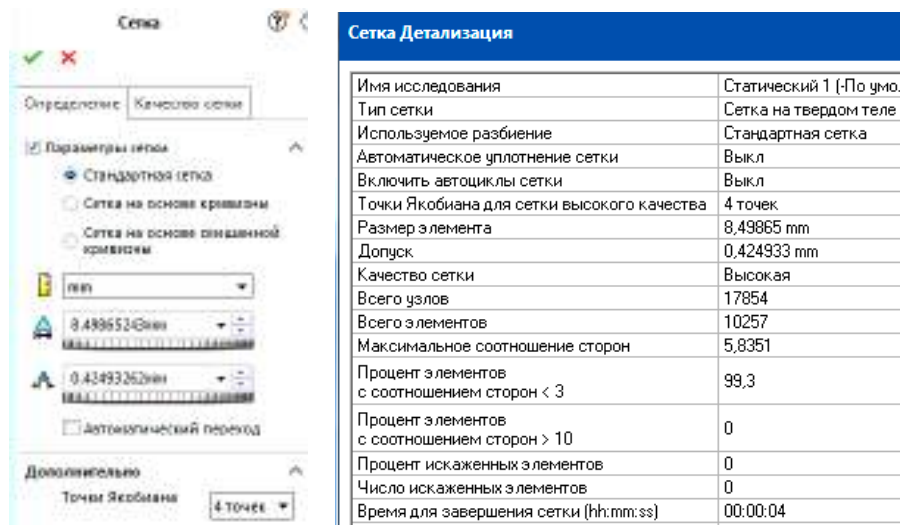 Сетка
Определение Качество сетки
Параметры сетки
Стандартная сетка
Сетка на основе кривизны
Сетка на основе смешанной
кривизны
mm
8.49865243mm
0.42493262mm
Автоматический переход
Дополнительно
Точки Якобиана
4 точек
Сетка Детализация
Имя исследования Статический 1 (-По умо.
Тип сетки Сетка на твердом теле
Используемое разбиение Стандартная сетка
Автоматическое уплотнение сетки Выкл
Включить автоциклы сетки Выкл
Точки Якобиана для сетки высокого качества 4 точек
Размер элемента 8,49865 mm
Допуск 0,424933 mm
Качество сетки Высокая
Всего узлов 17854
Всего элементов 10257
Максимальное соотношение сторон 5,8351
Процент элементов
с соотношением сторон < 3 99,3
Процент элементов
с соотношением сторон > 10 0
Процент искаженных элементов 0
Число искаженных элементов 0
Время для завершения сетки (hh:mm:ss) 00:00:04